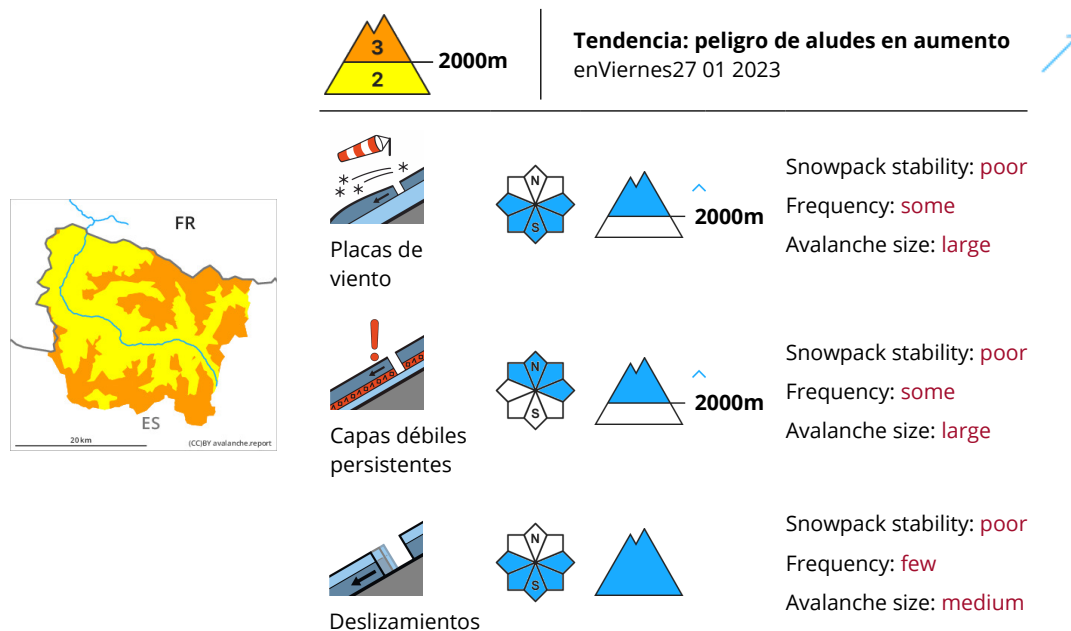 3
2
2000m
Tendencia: peligro de aludes en aumento
enViernes27 01 2023
FR
ES
20 km
(CC)BY avalanche.report
Placas de
viento
N
S
2000m
Snowpack stability: poor
Frequency: some
Avalanche size: large
Capas débiles
persistentes
N
S
2000m
Snowpack stability: poor
Frequency: some
Avalanche size: large
Deslizamientos
N
S
Snowpack stability: poor
Frequency: few
Avalanche size: medium